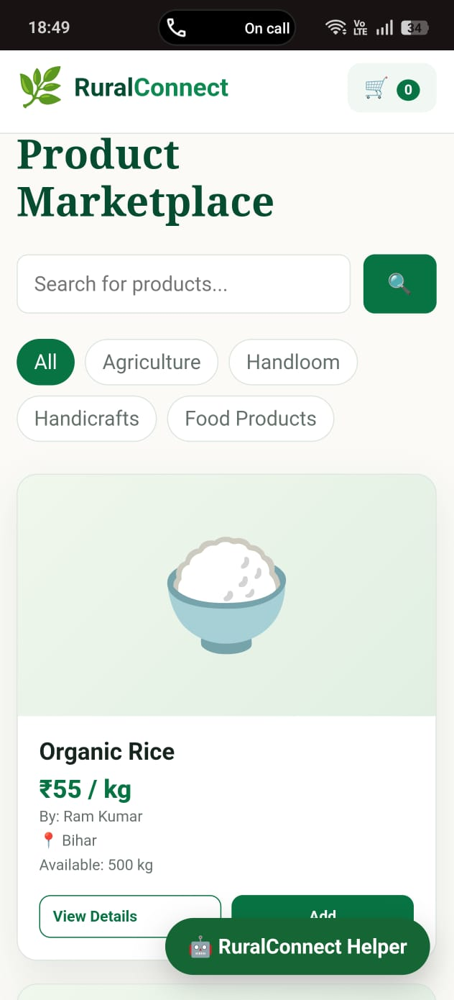 18:49 On call Vo LTE 34
RuralConnect 0
Product
Marketplace
Search for products...
All Agriculture Handloom
Handicrafts Food Products
Organic Rice
₹55 / kg
By: Ram Kumar
Bihar
Available: 500 kg
View Details Add
RuralConnect Helper